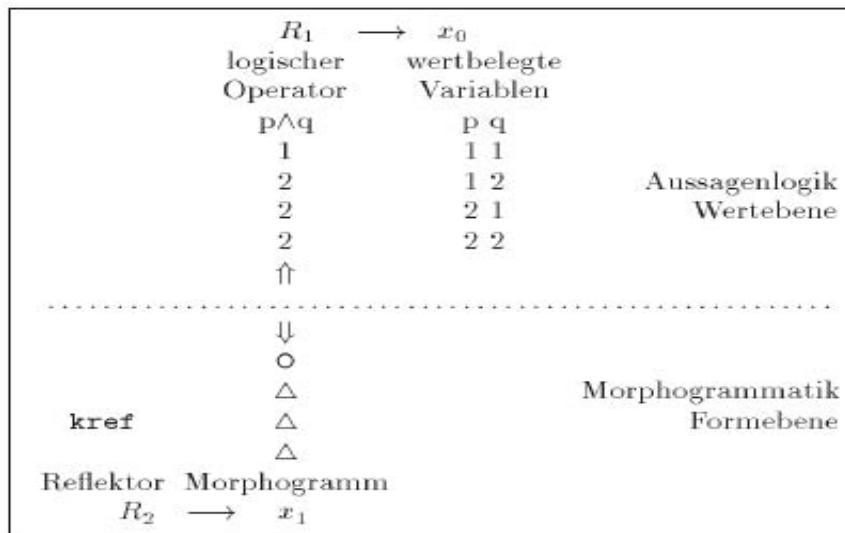 R₁ ⟶ x₀
logischer wertbelegte
Operator Variablen
p∧q p q
1 1 1
2 1 2 Aussagenlogik
2 2 1 Wertebene
2 2 2
⇑
⇓
○
△ Morphogrammatik
kref △ Formebene
△
Reflektor Morphogramm
R₂ ⟶ x₁